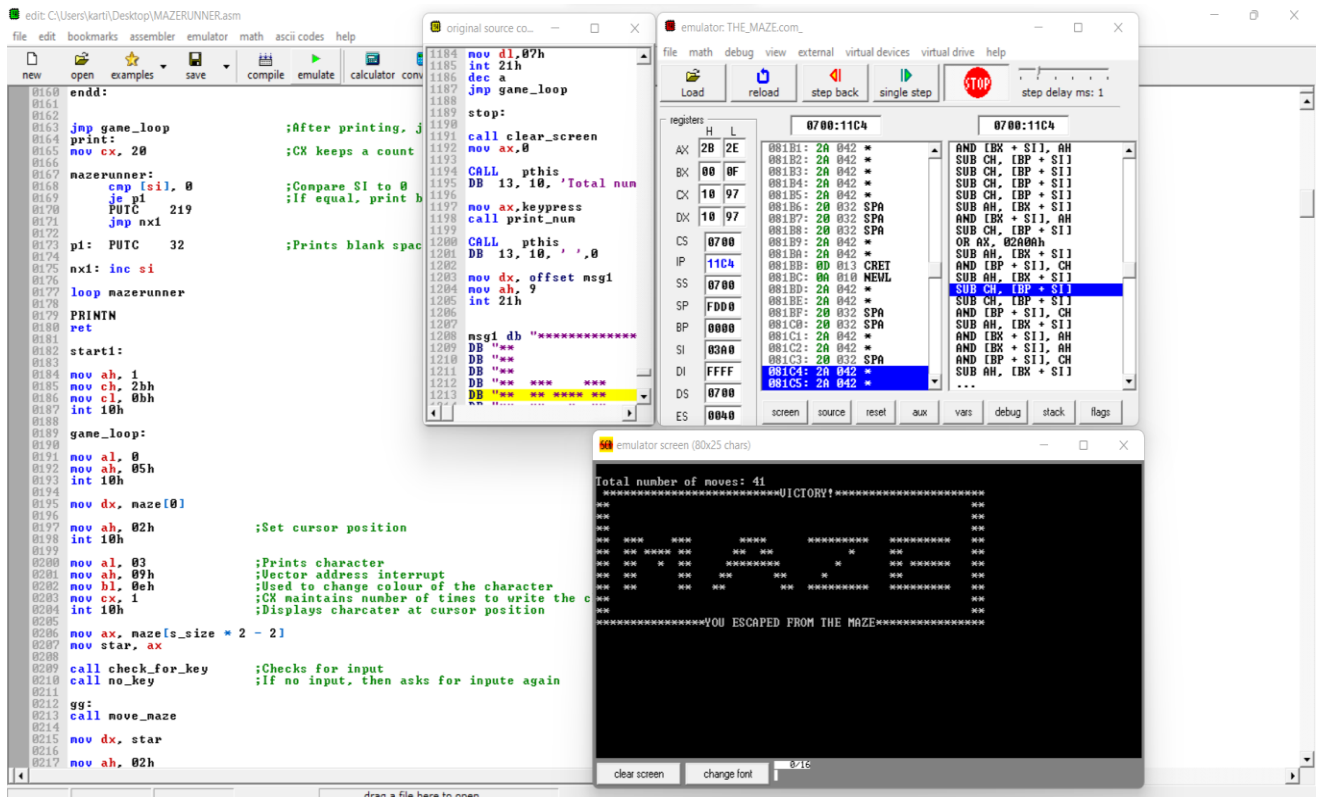 edit: C:\Users\karti\Desktop\MAZERUNNER.asm
file edit bookmarks assembler emulator math ascii codes help
new open examples save compile emulate calculator conv
0160 endd:
0161
0162
0163 jmp game_loop ;After printing, j
0164 print:
0165 mov cx, 20 ;CX keeps a count
0166
0167 mazerunner:
0168 cmp [si], 0 ;Compare SI to 0
0169 je p1 ;If equal, print b
0170 PUTC 219
0171 jmp nx1
0172
0173 p1: PUTC 32 ;Prints blank spac
0174
0175 nx1: inc si
0176
0177 loop mazerunner
0178
0179 PRINTN
0180 ret
0181
0182 start1:
0183
0184 mov ah, 1
0185 mov ch, 2bh
0186 mov cl, 0bh
0187 int 10h
0188
0189 game_loop:
0190
0191 mov al, 0
0192 mov ah, 05h
0193 int 10h
0194
0195 mov dx, maze[0]
0196
0197 mov ah, 02h ;Set cursor position
0198 int 10h
0199
0200 mov al, 03 ;Prints character
0201 mov ah, 09h ;Vector address interrupt
0202 mov bl, 0eh ;Used to change colour of the character
0203 mov cx, 1 ;CX maintains number of times to write the c
0204 int 10h ;Displays charcater at cursor position
0205
0206 mov ax, maze[s_size * 2 - 2]
0207 mov star, ax
0208
0209 call check_for_key ;Checks for input
0210 call no_key ;If no input, then asks for inpute again
0211
0212 gg:
0213 call move_maze
0214
0215 mov dx, star
0216
0217 mov ah, 02h
drag a file here to open
original source co...
1184 mov dl,07h
1185 int 21h
1186 dec a
1187 jmp game_loop
1188
1189 stop:
1190
1191 call clear_screen
1192 mov ax,0
1193
1194 CALL pthis
1195 DB 13, 10, 'Total num
1196
1197 mov ax,keypress
1198 call print_num
1199
1200 CALL pthis
1201 DB 13, 10, ' ',0
1202
1203 mov dx, offset msg1
1204 mov ah, 9
1205 int 21h
1206
1207
1208 msg1 db "*************
1209 DB "**
1210 DB "**
1211 DB "**
1212 DB "** *** ***
1213 DB "** ** **** **
emulator: THE_MAZE.com_
file math debug view external virtual devices virtual drive help
Load reload step back single step STOP step delay ms: 1
registers
H L
0700:11C4 0700:11C4
AX 2B 2E
BX 00 0F
CX 10 97
DX 10 97
CS 0700
IP 11C4
SS 0700
SP FDD0
BP 0000
SI 03A0
DI FFFF
DS 0700
ES 0040
081B1: 2A 042 *
081B2: 2A 042 *
081B3: 2A 042 *
081B4: 2A 042 *
081B5: 2A 042 *
081B6: 20 032 SPA
081B7: 20 032 SPA
081B8: 20 032 SPA
081B9: 2A 042 *
081BA: 2A 042 *
081BB: 0D 013 CRET
081BC: 0A 010 NEWL
081BD: 2A 042 *
081BE: 2A 042 *
081BF: 20 032 SPA
081C0: 20 032 SPA
081C1: 2A 042 *
081C2: 2A 042 *
081C3: 20 032 SPA
081C4: 2A 042 *
081C5: 2A 042 *
AND [BX + SI], AH
SUB CH, [BP + SI]
SUB CH, [BP + SI]
SUB CH, [BP + SI]
SUB CH, [BP + SI]
SUB AH, [BX + SI]
AND [BX + SI], AH
SUB CH, [BP + SI]
OR AX, 02A0Ah
SUB AH, [BX + SI]
AND [BP + SI], CH
SUB AH, [BX + SI]
SUB CH, [BP + SI]
SUB CH, [BP + SI]
AND [BP + SI], CH
SUB AH, [BX + SI]
AND [BX + SI], AH
AND [BP + SI], CH
SUB AH, [BX + SI]
...
screen source reset aux vars debug stack flags
emulator screen (80x25 chars)
Total number of moves: 41
VICTORY!
YOU ESCAPED FROM THE MAZE
clear screen change font 0/16